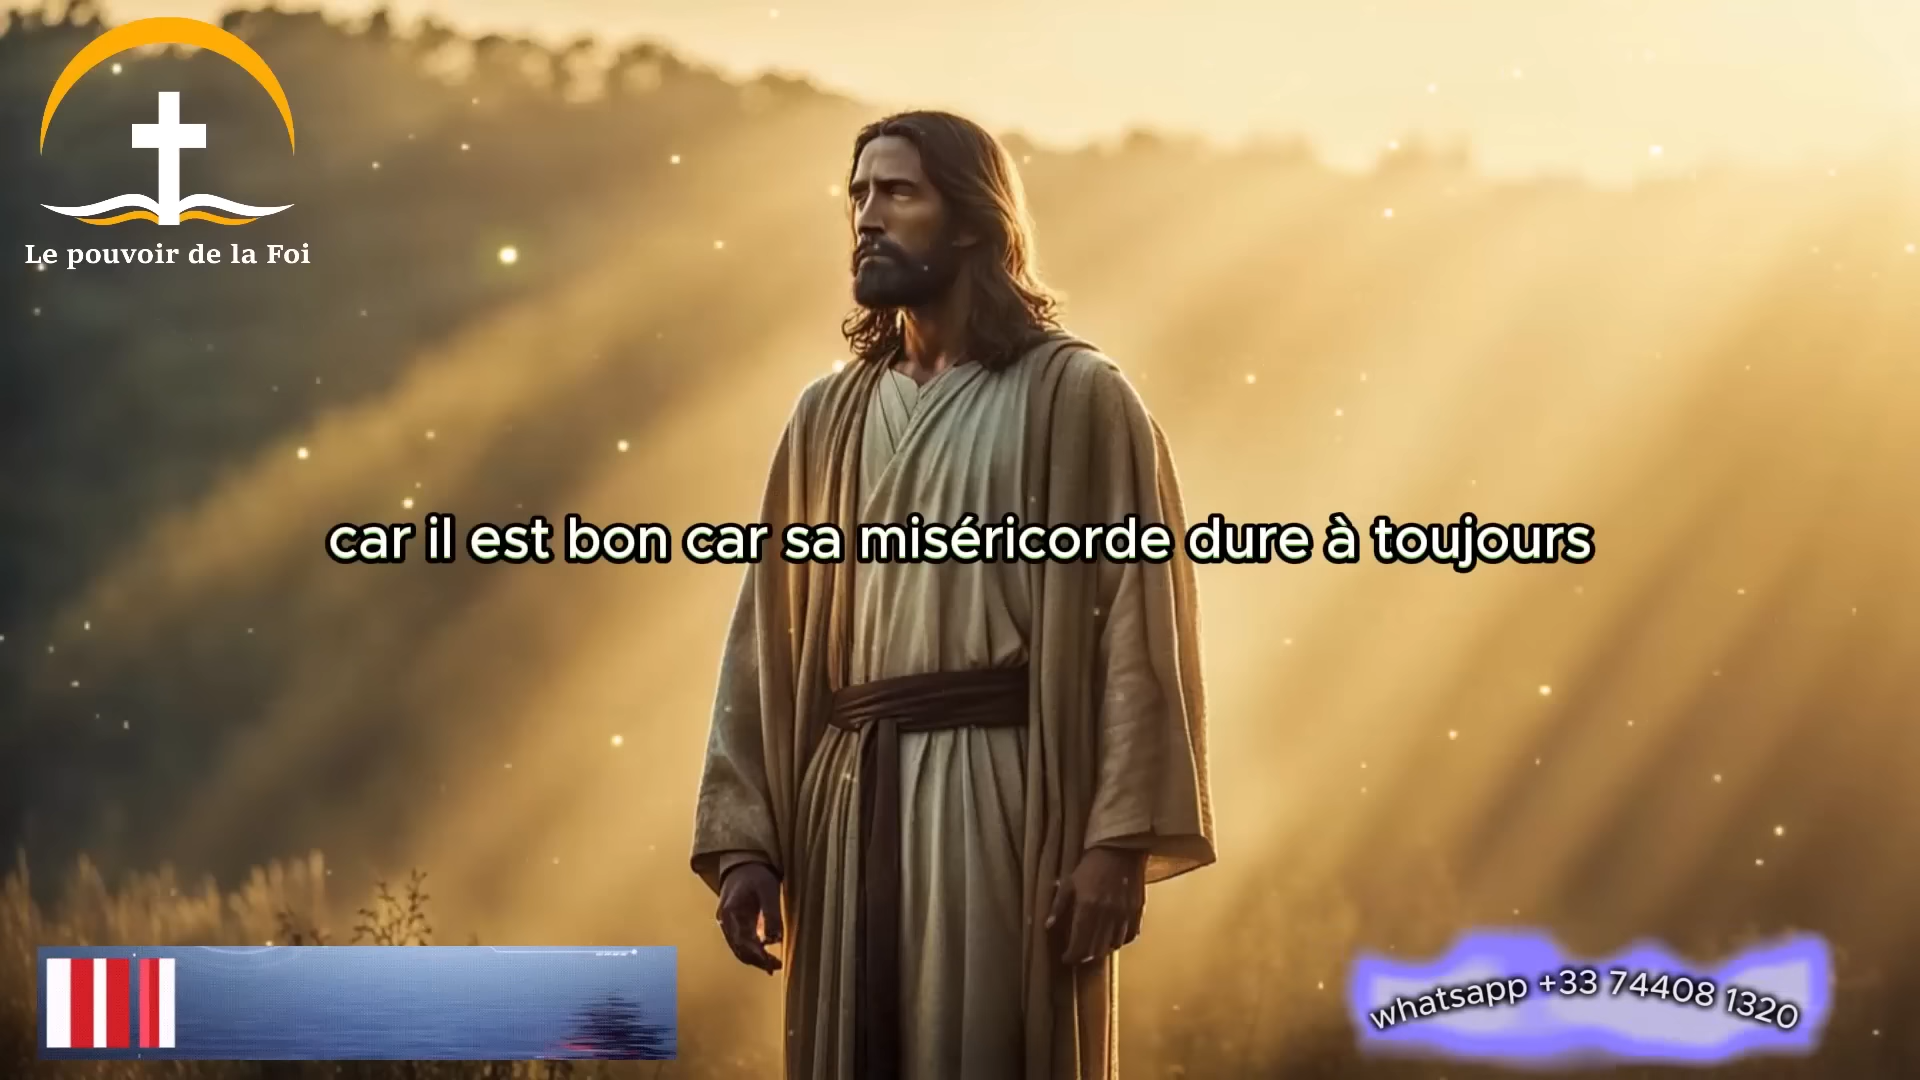 Le pouvoir de la Foi
car il est bon car sa miséricorde dure à toujours
whatsapp +33 74408 1320